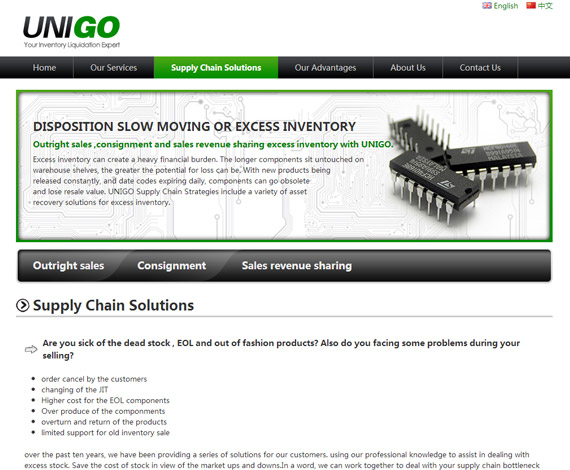 English 中文
UNIGO
Your Inventory Liquidation Expert
Home Our Services Supply Chain Solutions Our Advantages About Us Contact Us
DISPOSITION SLOW MOVING OR EXCESS INVENTORY
Outright sales ,consignment and sales revenue sharing excess inventory with UNIGO.
Excess inventory can create a heavy financial burden. The longer components sit untouched on
warehouse shelves, the greater the potential for loss can be. With new products being
released constantly, and date codes expiring daily, components can go obsolete
and lose resale value. UNIGO Supply Chain Strategies include a variety of asset
recovery solutions for excess inventory.
Outright sales Consignment Sales revenue sharing
Supply Chain Solutions
Are you sick of the dead stock , EOL and out of fashion products? Also do you facing some problems during your
selling?
order cancel by the customers
changing of the JIT
Higher cost for the EOL components
Over produce of the componments
overturn and return of the products
limited support for old inventory sale
over the past ten years, we have been providing a series of solutions for our customers. using our professional knowledge to assist in dealing with
excess stock. Save the cost of stock in view of the market ups and downs.In a word, we can work together to deal with your supply chain bottleneck